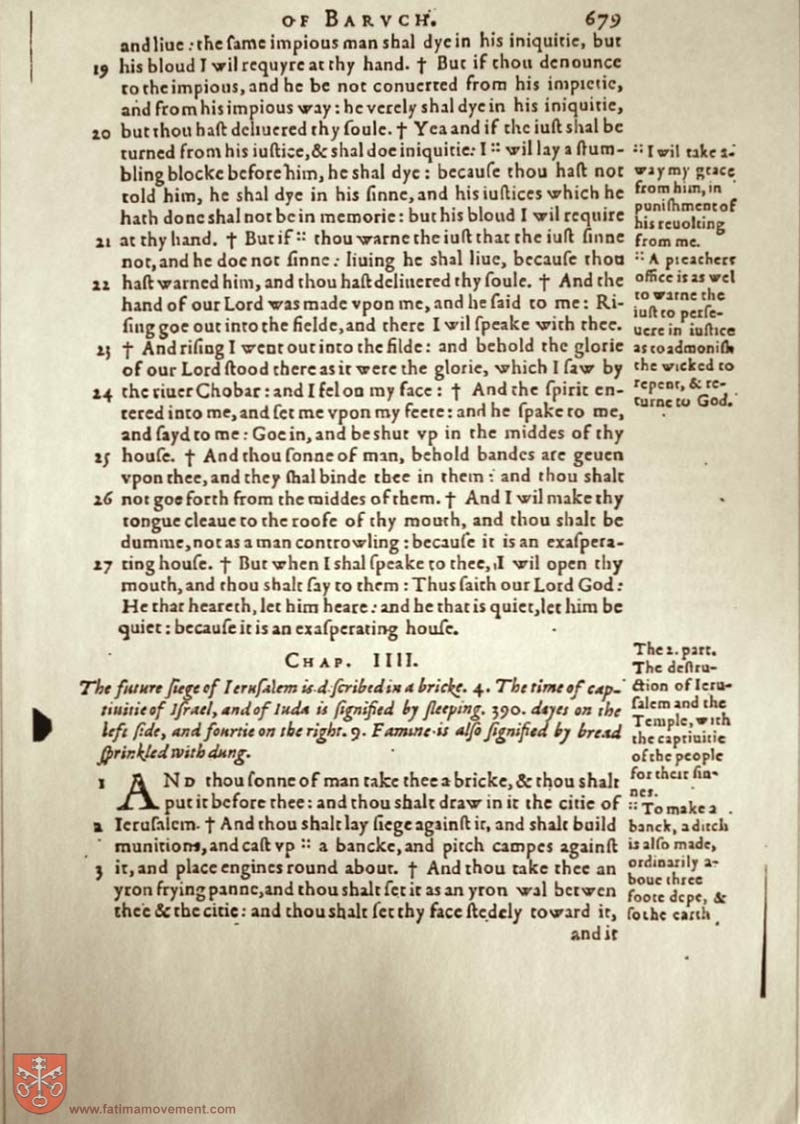 OF BARVCH.
679
and liue: the ſame impious man shal dye in his iniquitie, but
19 his bloud I wil requyre at thy hand. † But if thou denounce
to the impious, and he be not conuerted from his impietie,
and from his impious way: he verely shal dye in his iniquitie,
20 but thou haſt deliuered thy ſoule. † Yea and if the iuſt shal be
turned from his iuſtice, & shal doe iniquitie: I :: wil lay a ſtum-
bling blocke before him, he shal dye: becauſe thou haſt not
told him, he shal dye in his ſinne, and his iuſtices which he
hath done shal not be in memorie: but his bloud I wil require
21 at thy hand. † But if :: thou warne the iuſt that the iuſt ſinne
not, and he doe not ſinne: liuing he shal liue, becauſe thou
22 haſt warned him, and thou haſt deliuered thy ſoule. † And the
hand of our Lord was made vpon me, and he ſaid to me: Ri-
ſing goe out into the fielde, and there I wil ſpeake with thee.
23 † And riſing I went out into the filde: and behold the glorie
of our Lord ſtood there as it were the glorie, which I ſaw by
24 the riuer Chobar: and I fel on my face: † And the ſpirit en-
tered into me, and ſet me vpon my feete: and he ſpake to me,
and ſayd to me: Goe in, and be shut vp in the middes of thy
25 houſe. † And thou ſonne of man, behold bandes are geuen
vpon thee, and they ſhal binde thee in them: and thou shalt
26 not goe forth from the middes of them. † And I wil make thy
tongue cleaue to the roofe of thy mouth, and thou shalt be
dumme, not as a man controwling: becauſe it is an exaſpera-
27 ting houſe. † But when I shal ſpeake to thee, I wil open thy
mouth, and thou shalt ſay to them: Thus ſaith our Lord God:
He that heareth, let him heare: and he that is quiet, let him be
quiet: becauſe it is an exaſperating houſe.
:: I wil take a-
way my grace
from him, in
puniſhment of
his reuolting
from me.
:: A preachers
office is as wel
to warne the
iuſt to perſe-
uere in iuſtice
as to admoniſh
the wicked to
repent, & re-
turne to God.
CHAP. IIII.
The future ſiege of Ieruſalem is d.ſcribed in a bricke. 4. The time of cap-
tiuitie of Iſrael, and of Iuda is ſignified by ſleeping. 390. dayes on the
left ſide, and fourtie on the right. 9. Famine is alſo ſignified by bread
ſprinkled with dung.
1 AND thou ſonne of man take thee a bricke, & thou shalt
put it before thee: and thou shalt draw in it the citie of
2 Ieruſalem. † And thou shalt lay ſiege againſt it, and shalt build
munitions, and caſt vp :: a bancke, and pitch campes againſt
3 it, and place engines round about. † And thou take thee an
yron frying panne, and thou shalt ſet it as an yron wal betwen
thee & the citie: and thou shalt ſet thy face ſtedely toward it,
and it
The 2. part.
The deſtru-
ction of Ieru-
ſalem and the
Temple, with
the captiuitie
of the people
for their ſin-
nes.
:: To make a
banck, a ditch
is alſo made,
ordinarily a-
boue three
foote depe, &
ſo the earth
www.fatimamovement.com